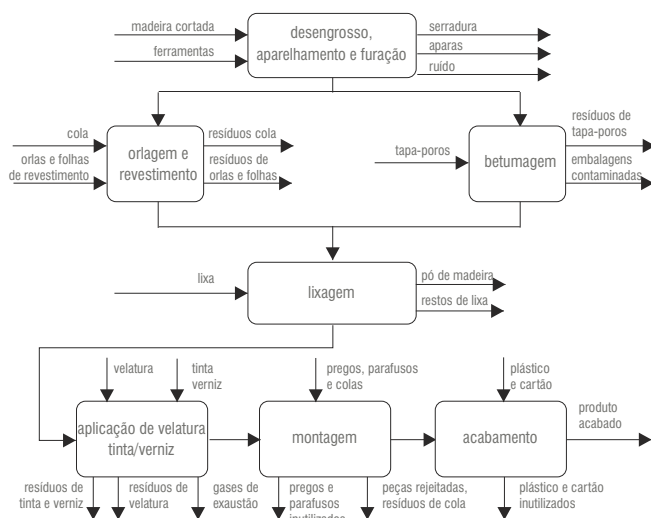 madeira cortada
ferramentas
desengrosso,
aparelhamento e furação
serradura
aparas
ruído
cola
orlas e folhas
de revestimento
orlagem e
revestimento
resíduos cola
resíduos de
orlas e folhas
tapa-poros
betumagem
resíduos de
tapa-poros
embalagens
contaminadas
lixa
lixagem
pó de madeira
restos de lixa
velatura
tinta
verniz
pregos, parafusos
e colas
plástico
e cartão
aplicação de velatura
tinta/verniz
montagem
acabamento
produto
acabado
resíduos de
tinta e verniz
resíduos de
velatura
gases de
exaustão
pregos e
parafusos
inutilizados
peças rejeitadas,
resíduos de cola
plástico e cartão
inutilizados